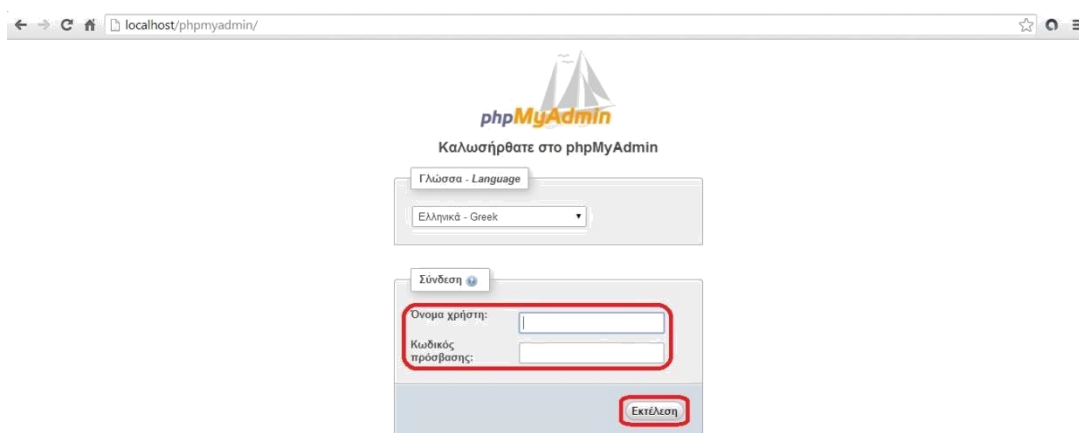 localhost/phpmyadmin/
phpMyAdmin
Καλωσήρθατε στο phpMyAdmin
Γλώσσα - Language
Ελληνικά - Greek
Σύνδεση
Όνομα χρήστη:
Κωδικός
πρόσβασης:
Εκτέλεση